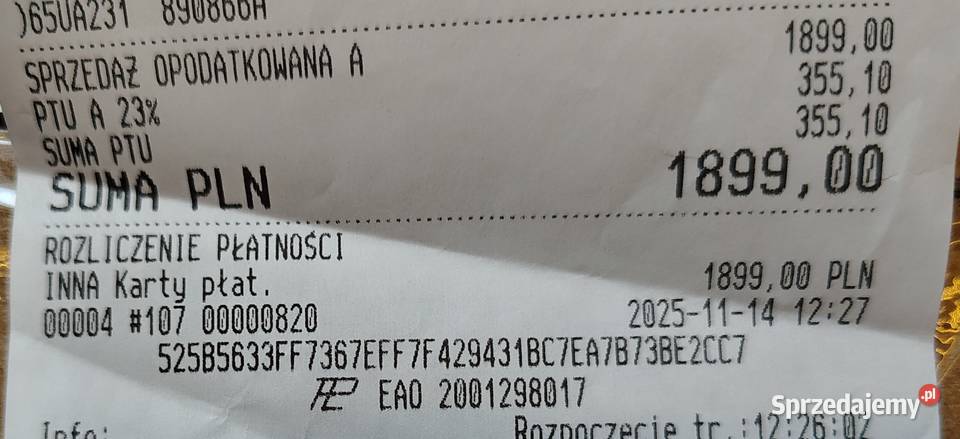 )65UA231 890866A
SPRZEDAŻ OPODATKOWANA A 1899,00
PTU A 23% 355,10
SUMA PTU 355,10
SUMA PLN 1899,00
ROZLICZENIE PŁATNOŚCI
INNA Karty płat. 1899,00 PLN
00004 #107 00000820 2025-11-14 12:27
525B5633FF7367EFF7F429431BC7EA7B73BE2CC7
EAO 2001298017
Info: Rozpoczęcie tr.:12:26:02
Sprzedajemy.pl